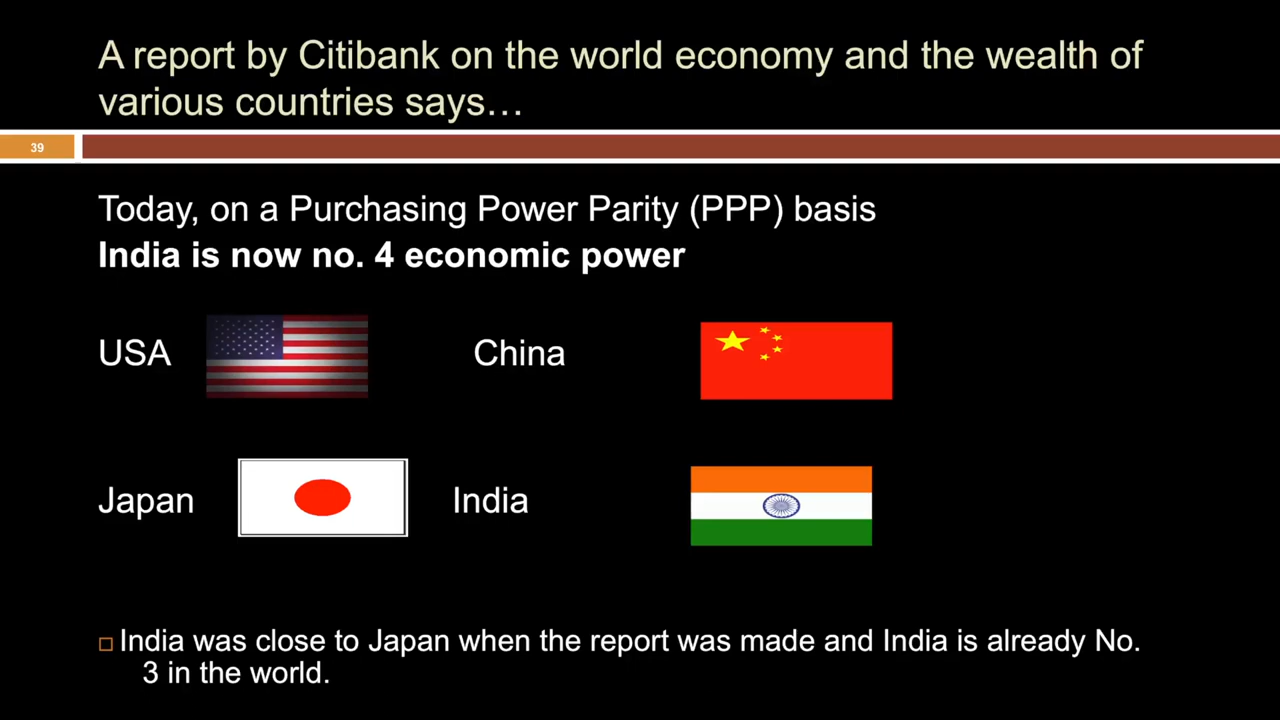 A report by Citibank on the world economy and the wealth of
various countries says…
39
Today, on a Purchasing Power Parity (PPP) basis
India is now no. 4 economic power
USA China
Japan India
India was close to Japan when the report was made and India is already No.
3 in the world.